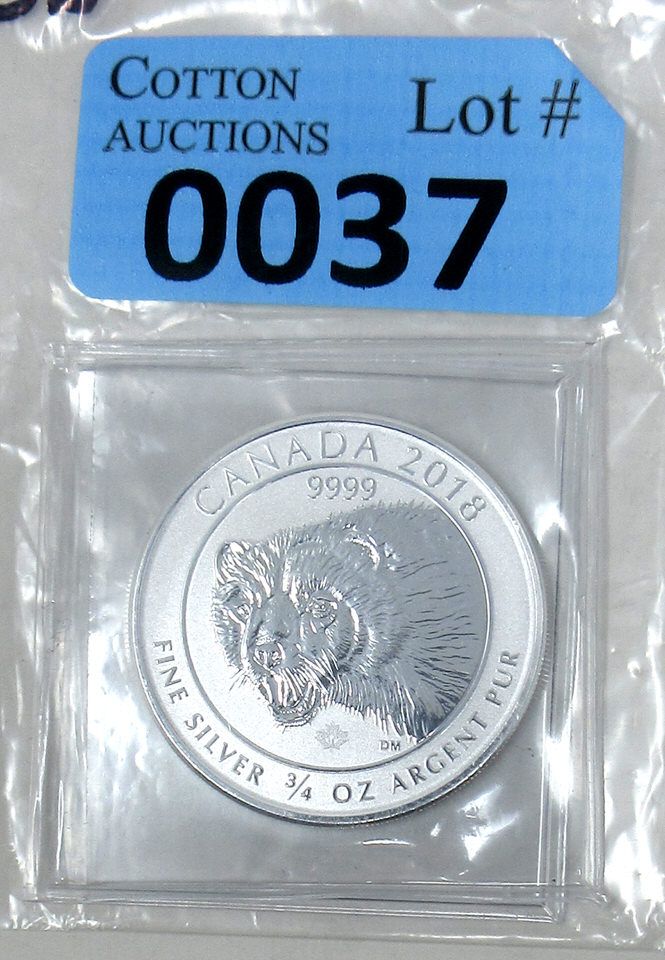 COTTON
AUCTIONS
Lot #
0037
CANADA 2018
9999
DM
FINE SILVER 3/4 OZ ARGENT PUR